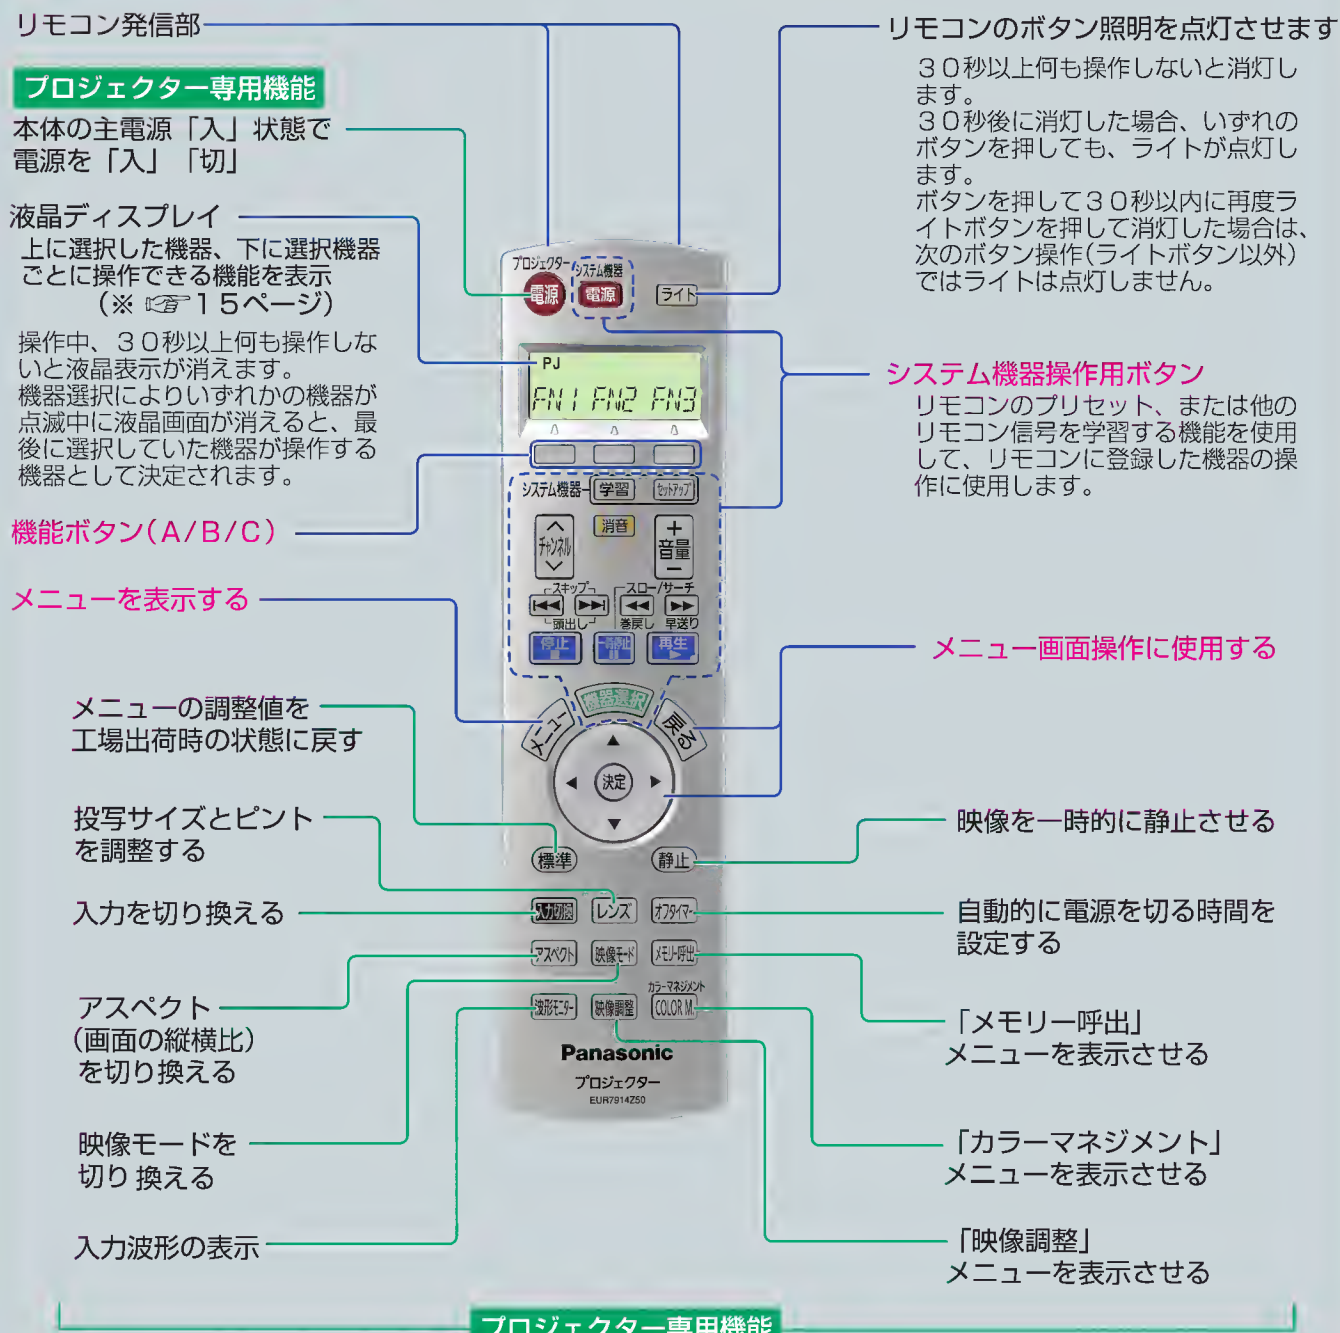 リモコン発信部
プロジェクター専用機能
本体の主電源「入」状態で
電源を「入」「切」
液晶ディスプレイ
上に選択した機器、下に選択機器
ごとに操作できる機能を表示
(※ ☞15ページ)
操作中、30秒以上何も操作しな
いと液晶表示が消えます。
機器選択によりいずれかの機器が
点滅中に液晶画面が消えると、最
後に選択していた機器が操作する
機器として決定されます。
機能ボタン(A/B/C)
メニューを表示する
メニューの調整値を
工場出荷時の状態に戻す
投写サイズとピント
を調整する
入力を切り換える
アスペクト
(画面の縦横比)
を切り換える
映像モードを
切り換える
入力波形の表示
プロジェクター システム機器
電源 電源 ライト
PJ
FN1 FN2 FN3
システム機器 学習 セットアップ
チャンネル 消音 + 音量 −
スキップ スロー/サーチ
頭出し 巻戻し 早送り
停止 一時停止 再生
メニュー 機器選択 戻る
決定
標準 静止
入力切換 レンズ オフタイマー
アスペクト 映像モード メモリー呼出
カラーマネジメント
波形モニター 映像調整 COLOR M.
Panasonic
プロジェクター
EUR7914Z50
リモコンのボタン照明を点灯させます
30秒以上何も操作しないと消灯し
ます。
30秒後に消灯した場合、いずれの
ボタンを押しても、ライトが点灯し
ます。
ボタンを押して30秒以内に再度ラ
イトボタンを押して消灯した場合は、
次のボタン操作(ライトボタン以外)
ではライトは点灯しません。
システム機器操作用ボタン
リモコンのプリセット、または他の
リモコン信号を学習する機能を使用
して、リモコンに登録した機器の操
作に使用します。
メニュー画面操作に使用する
映像を一時的に静止させる
自動的に電源を切る時間を
設定する
「メモリー呼出」
メニューを表示させる
「カラーマネジメント」
メニューを表示させる
「映像調整」
メニューを表示させる
プロジェクター専用機能